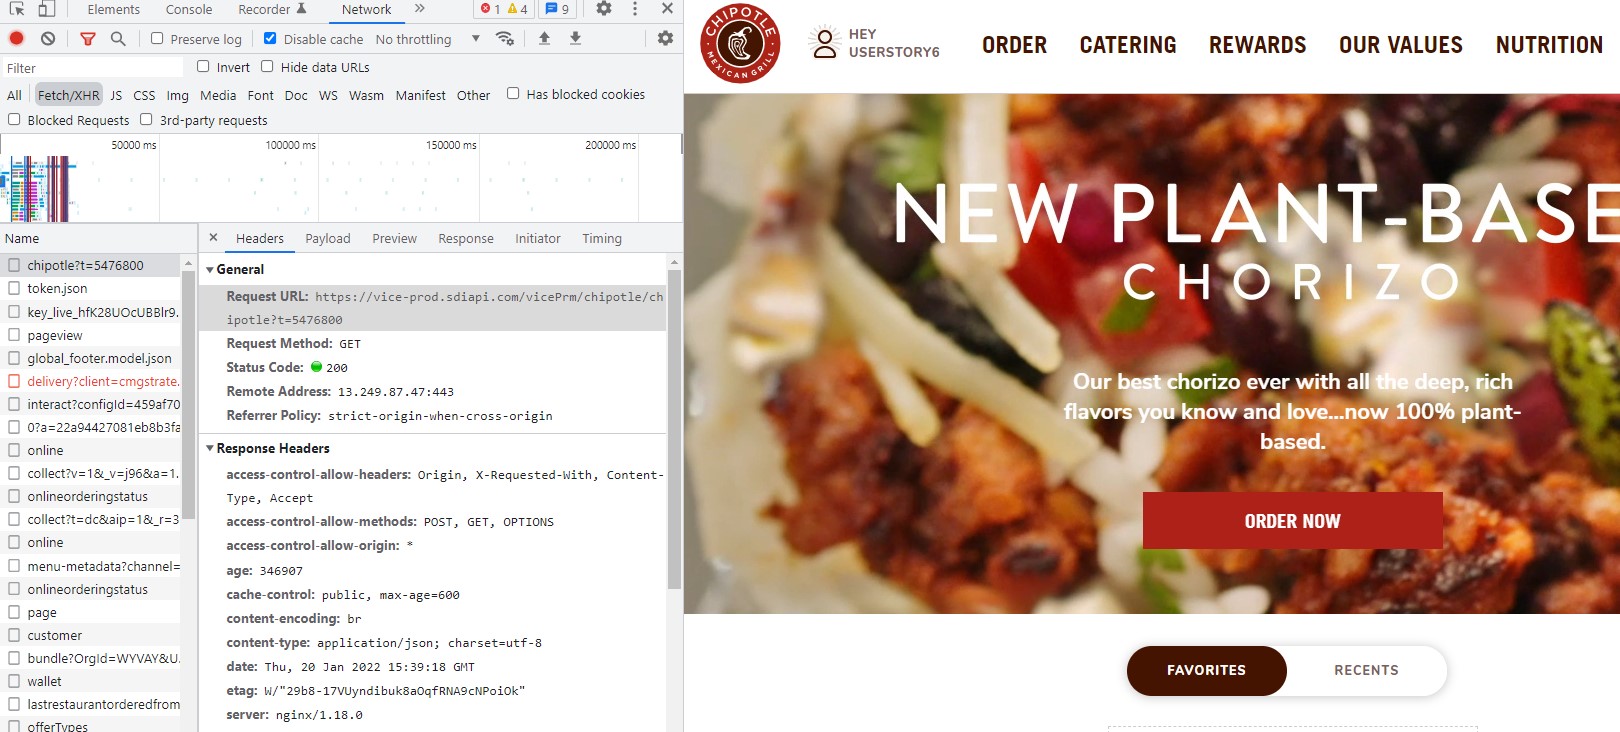 Elements Console Recorder Network » 1 4 9
Preserve log Disable cache No throttling
Filter Invert Hide data URLs
All Fetch/XHR JS CSS Img Media Font Doc WS Wasm Manifest Other Has blocked cookies
Blocked Requests 3rd-party requests
50000 ms 100000 ms 150000 ms 200000 ms
Name
chipotle?t=5476800
token.json
key_live_hfK28UOcUBBlr9.
pageview
global_footer.model.json
delivery?client=cmgstrate.
interact?configId=459af70
0?a=22a94427081eb8b3fa
online
collect?v=1&_v=j96&a=1.
onlineorderingstatus
collect?t=dc&aip=1&_r=3
online
menu-metadata?channel=
onlineorderingstatus
page
customer
bundle?OrgId=WYVAY&U.
wallet
lastrestaurantorderedfrom
offerTypes
Headers Payload Preview Response Initiator Timing
General
Request URL: https://vice-prod.sdiapi.com/vicePrm/chipotle/ch
ipotle?t=5476800
Request Method: GET
Status Code: 200
Remote Address: 13.249.87.47:443
Referrer Policy: strict-origin-when-cross-origin
Response Headers
access-control-allow-headers: Origin, X-Requested-With, Content-
Type, Accept
access-control-allow-methods: POST, GET, OPTIONS
access-control-allow-origin: *
age: 346907
cache-control: public, max-age=600
content-encoding: br
content-type: application/json; charset=utf-8
date: Thu, 20 Jan 2022 15:39:18 GMT
etag: W/"29b8-17VUyndibuk8aOqfRNA9cNPoiOk"
server: nginx/1.18.0
CHIPOTLE
MEXICAN GRILL
HEY
USERSTORY6
ORDER CATERING REWARDS OUR VALUES NUTRITION
NEW PLANT-BASE
CHORIZO
Our best chorizo ever with all the deep, rich
flavors you know and love...now 100% plant-
based.
ORDER NOW
FAVORITES RECENTS